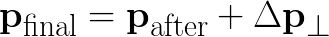 𝐩_final = 𝐩_after + Δ𝐩_⊥